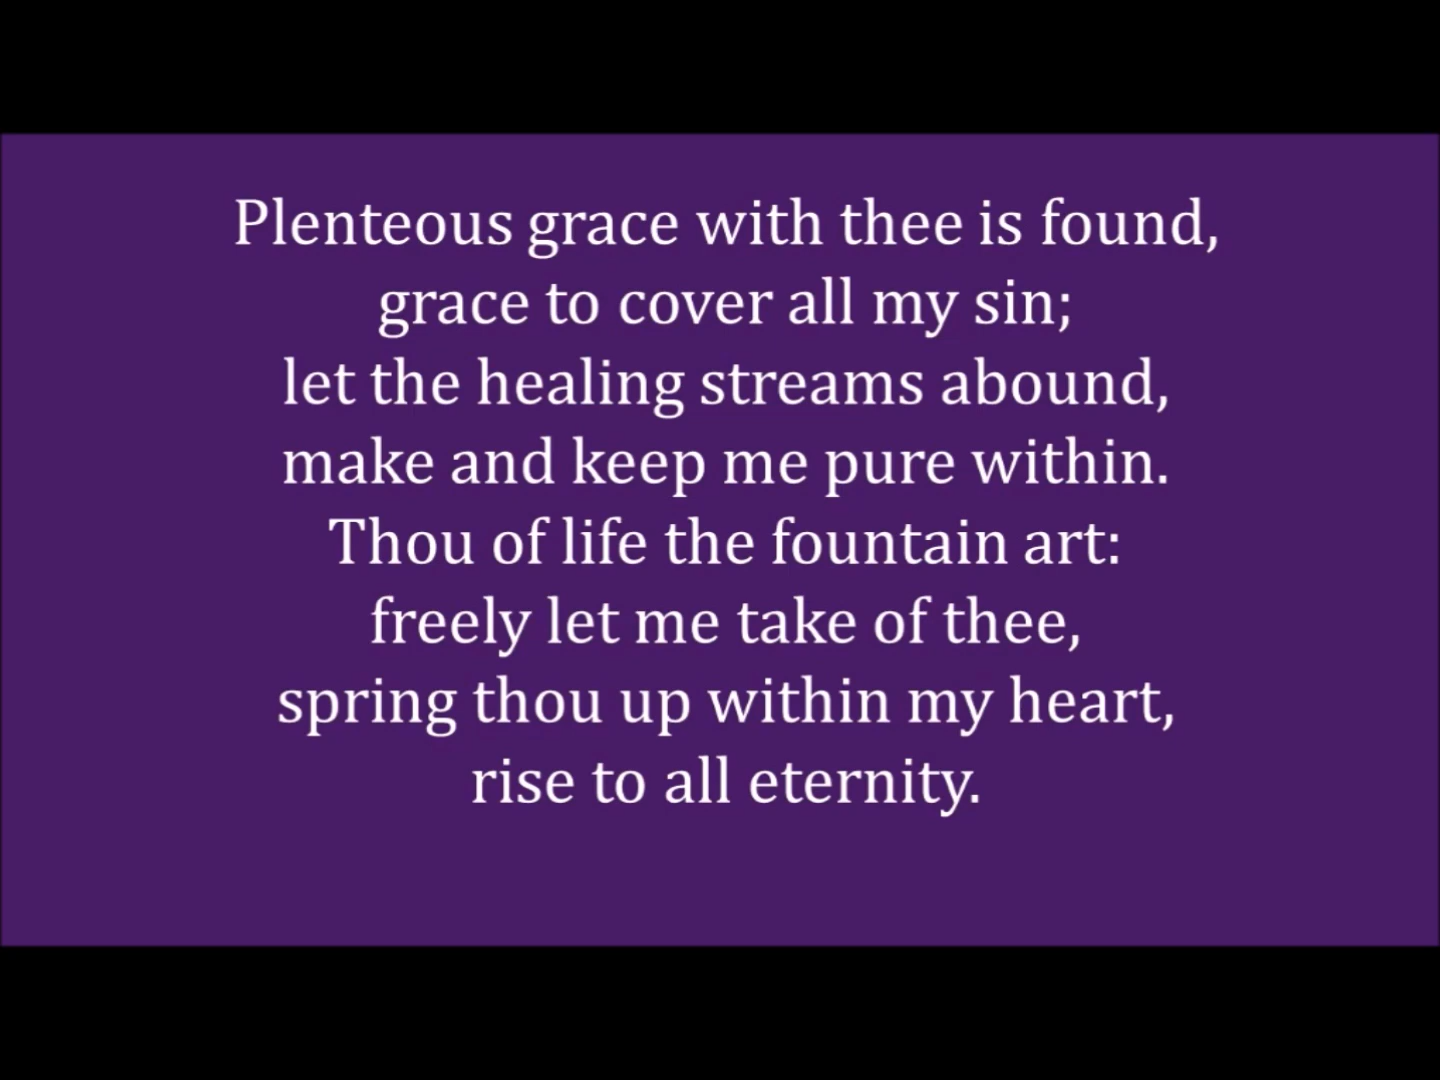 Plenteous grace with thee is found,
grace to cover all my sin;
let the healing streams abound,
make and keep me pure within.
Thou of life the fountain art:
freely let me take of thee,
spring thou up within my heart,
rise to all eternity.